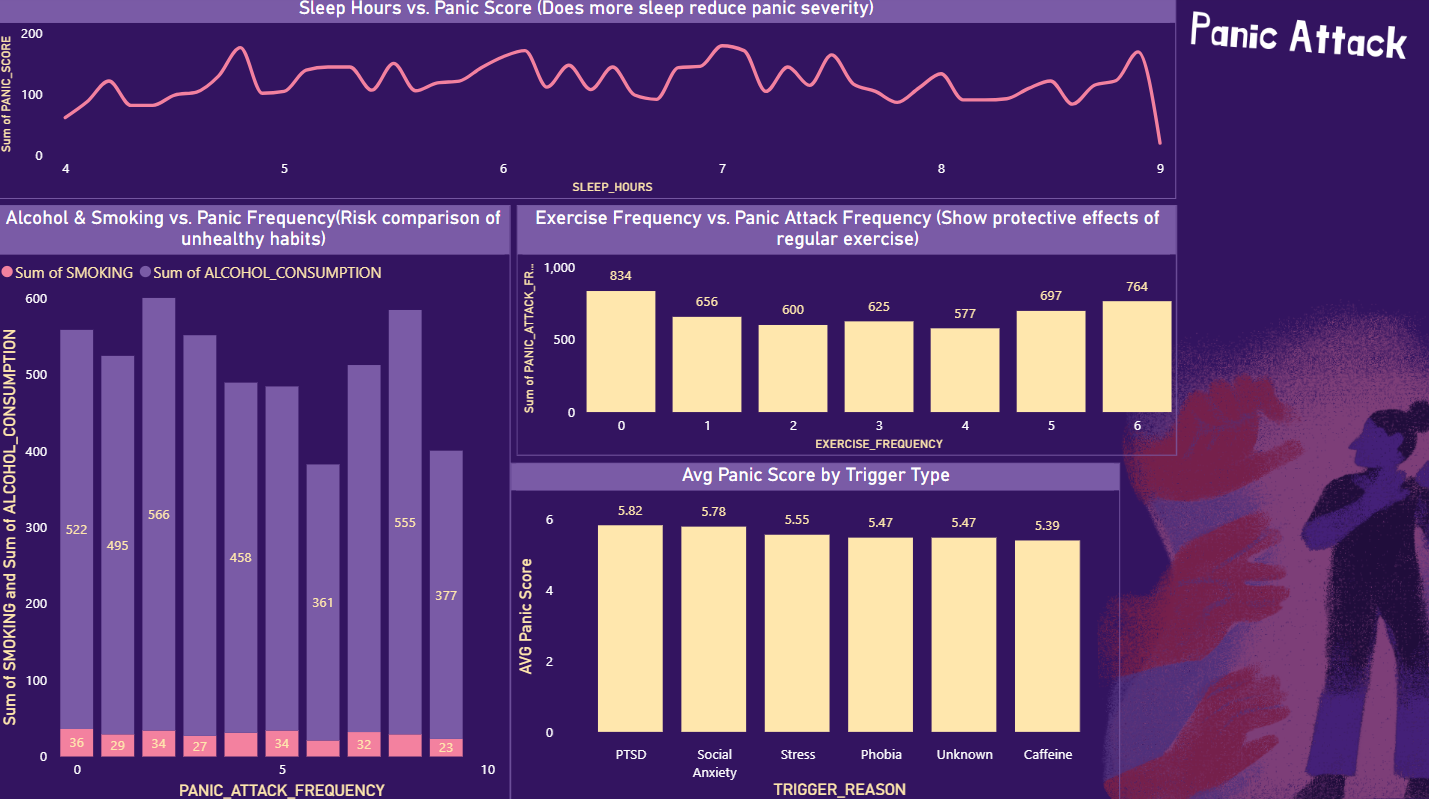 Sleep Hours vs. Panic Score (Does more sleep reduce panic severity)
Panic Attack
Sum of PANIC_SCORE
200
100
0
4 5 6 7 8 9
SLEEP_HOURS
Alcohol & Smoking vs. Panic Frequency(Risk comparison of
unhealthy habits)
Sum of SMOKING Sum of ALCOHOL_CONSUMPTION
Sum of SMOKING and Sum of ALCOHOL_CONSUMPTION
600
500
400
300
200
100
0
522 495 566 458 361 555 377
36 29 34 27 34 32 23
0 5 10
PANIC_ATTACK_FREQUENCY
Exercise Frequency vs. Panic Attack Frequency (Show protective effects of
regular exercise)
Sum of PANIC_ATTACK_FR...
1,000
500
0
834 656 600 625 577 697 764
0 1 2 3 4 5 6
EXERCISE_FREQUENCY
Avg Panic Score by Trigger Type
AVG Panic Score
6
4
2
0
5.82 5.78 5.55 5.47 5.47 5.39
PTSD Social Stress Phobia Unknown Caffeine
Anxiety
TRIGGER_REASON